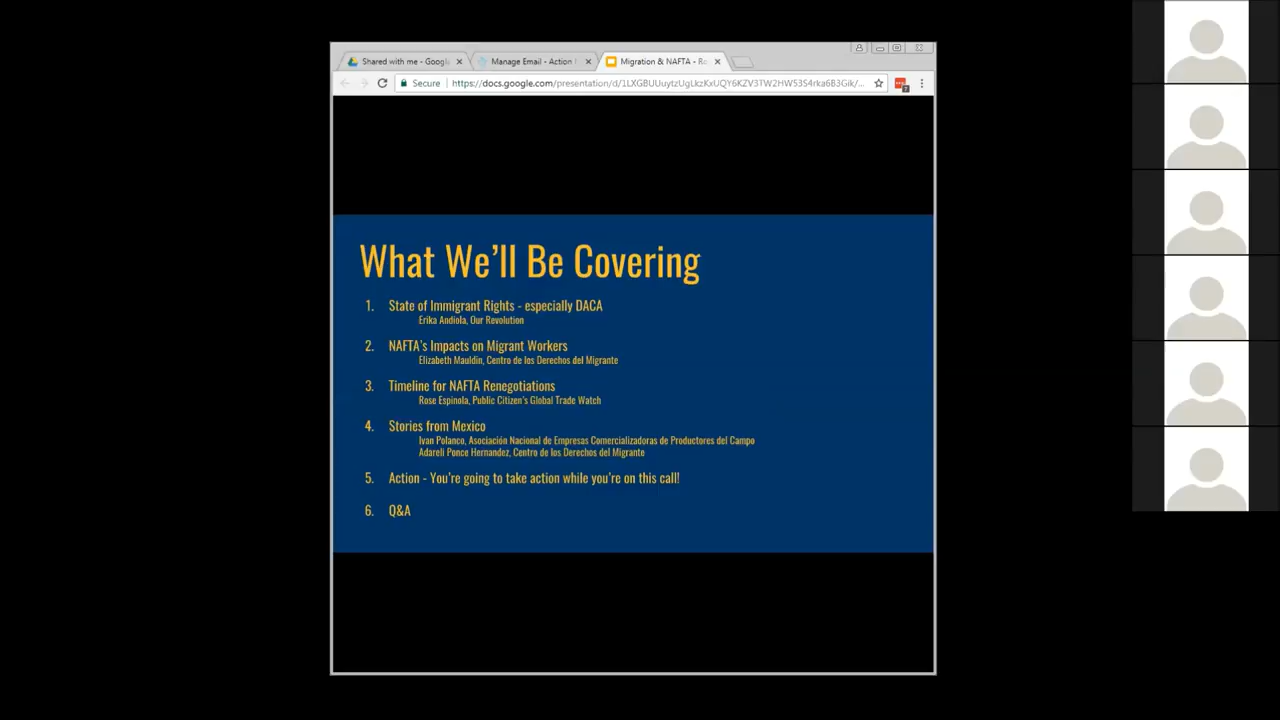 Shared with me - Googl
Manage Email - Action
Migration & NAFTA - Ro
Secure
What We'll Be Covering
1. State of Immigrant Rights - especially DACA
Erika Andiola, Our Revolution
2. NAFTA's Impacts on Migrant Workers
Elizabeth Mauldin, Centro de los Derechos del Migrante
3. Timeline for NAFTA Renegotiations
Rose Espinola, Public Citizen's Global Trade Watch
4. Stories from Mexico
Ivan Polanco, Asociación Nacional de Empresas Comercializadoras de Productores del Campo
Adareli Ponce Hernandez, Centro de los Derechos del Migrante
5. Action - You're going to take action while you're on this call!
6. Q&A